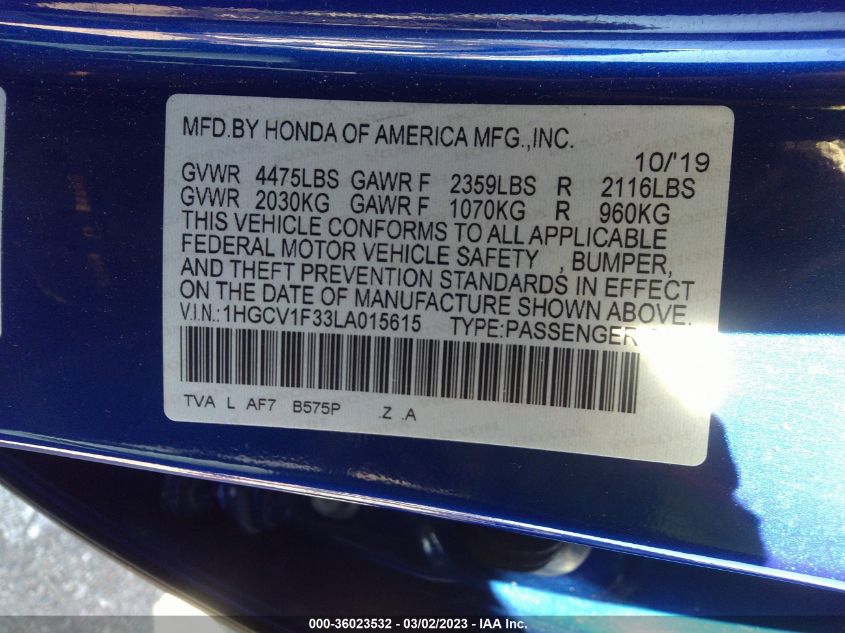 MFD.BY HONDA OF AMERICA MFG.,INC.
10/'19
GVWR 4475LBS GAWR F 2359LBS R 2116LBS
GVWR 2030KG GAWR F 1070KG R 960KG
THIS VEHICLE CONFORMS TO ALL APPLICABLE
FEDERAL MOTOR VEHICLE SAFETY , BUMPER,
AND THEFT PREVENTION STANDARDS IN EFFECT
ON THE DATE OF MANUFACTURE SHOWN ABOVE.
V.I.N.:1HGCV1F33LA015615 TYPE:PASSENGER
TVA L AF7 B575P .Z .A
000-36023532 - 03/02/2023 - IAA Inc.